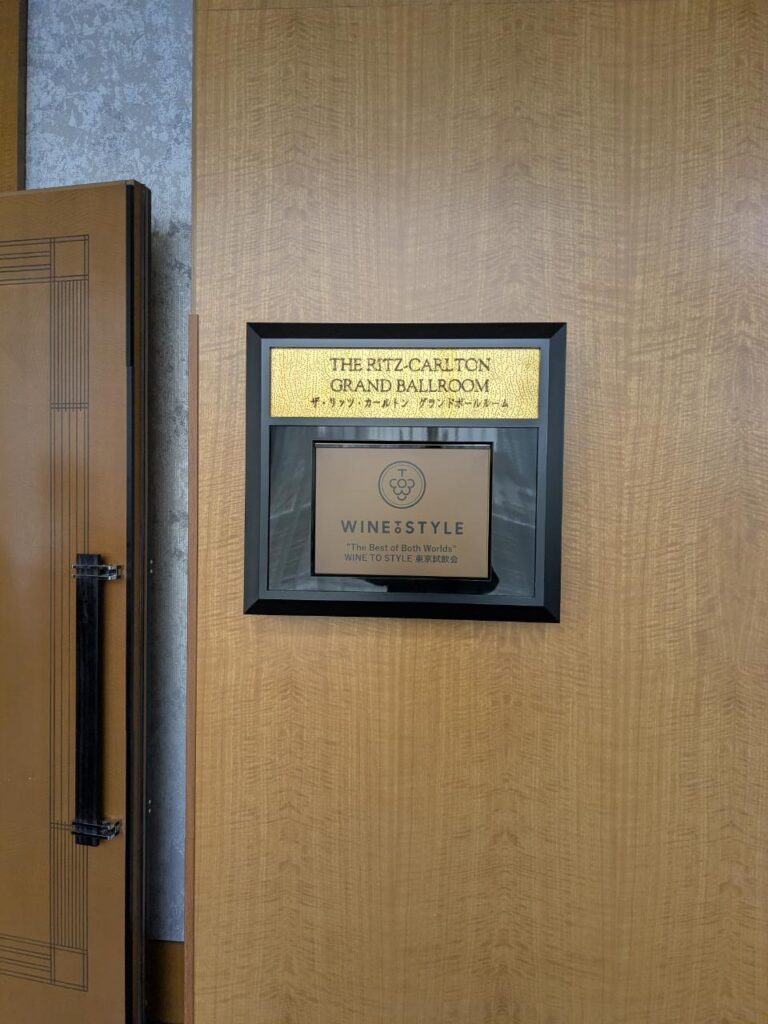 THE RITZ-CARLTON
GRAND BALLROOM
ザ・リッツ・カールトン グランドボールルーム
WINE TO STYLE
"The Best of Both Worlds"
WINE TO STYLE 東京試飲会